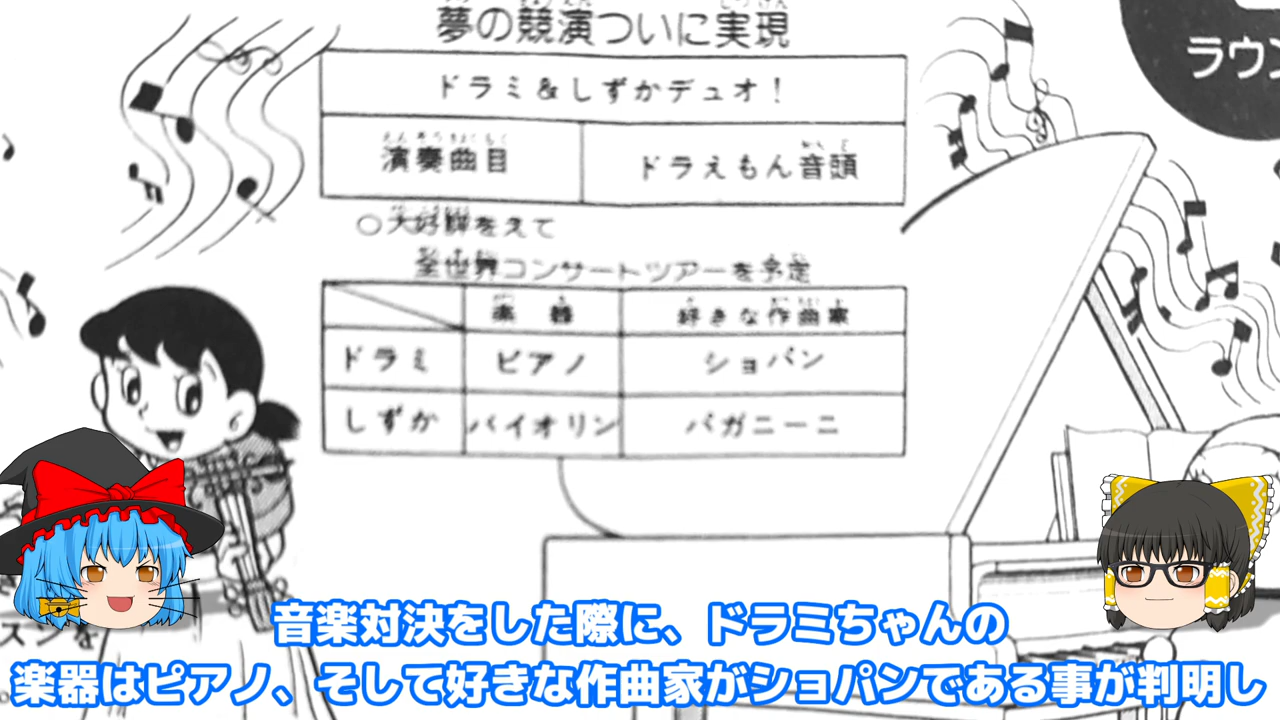 夢の競演ついに実現
ドラミ&しずかデュオ!
演奏曲目 ドラえもん音頭
○大好評をえて
全世界コンサートツアーを予定
楽器 好きな作曲家
ドラミ ピアノ ショパン
しずか バイオリン パガニーニ
ラウン
スンを
音楽対決をした際に、ドラミちゃんの
楽器はピアノ、そして好きな作曲家がショパンである事が判明し